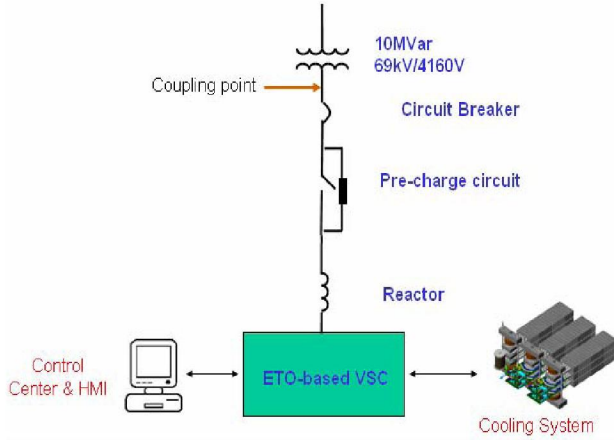 10MVar
69kV/4160V
Coupling point
Circuit Breaker
Pre-charge circuit
Reactor
Control
Center & HMI
ETO-based VSC
Cooling System